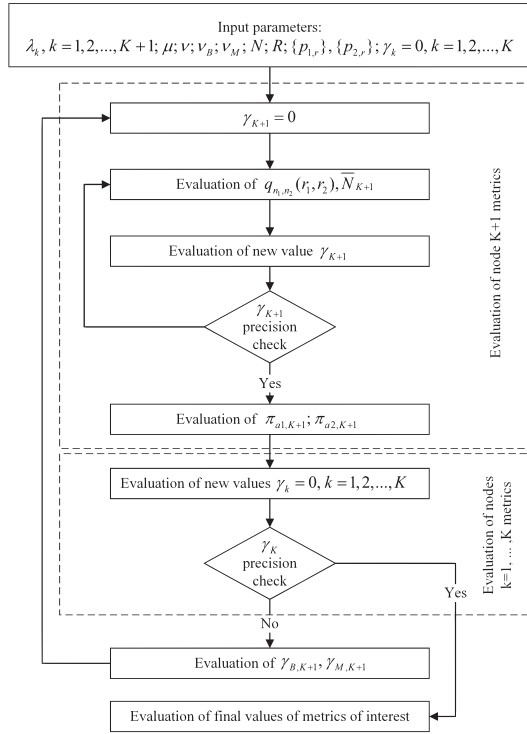 Input parameters:
λ_k, k = 1,2,..., K + 1; μ; ν; ν_B; ν_M; N; R; {p_{1,r}}, {p_{2,r}}; γ_k = 0, k = 1,2,..., K
γ_{K+1} = 0
Evaluation of q_{n_1,n_2}(r_1, r_2), N̅_{K+1}
Evaluation of new value γ_{K+1}
γ_{K+1}
precision
check
Yes
Evaluation of π_{a1,K+1}; π_{a2,K+1}
Evaluation of node K+1 metrics
Evaluation of new values γ_k = 0, k = 1,2,..., K
γ_K
precision
check
Yes
No
Evaluation of nodes
k=1, ... ,K metrics
Evaluation of γ_{B,K+1}, γ_{M,K+1}
Evaluation of final values of metrics of interest